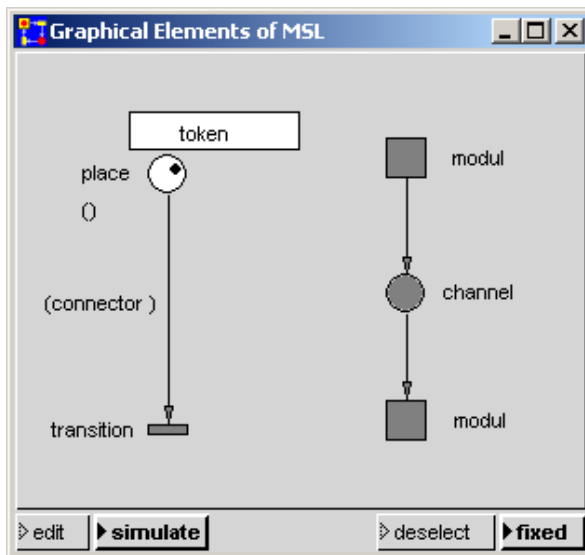 Graphical Elements of MSL
token
place
()
(connector )
transition
modul
channel
modul
edit simulate deselect fixed